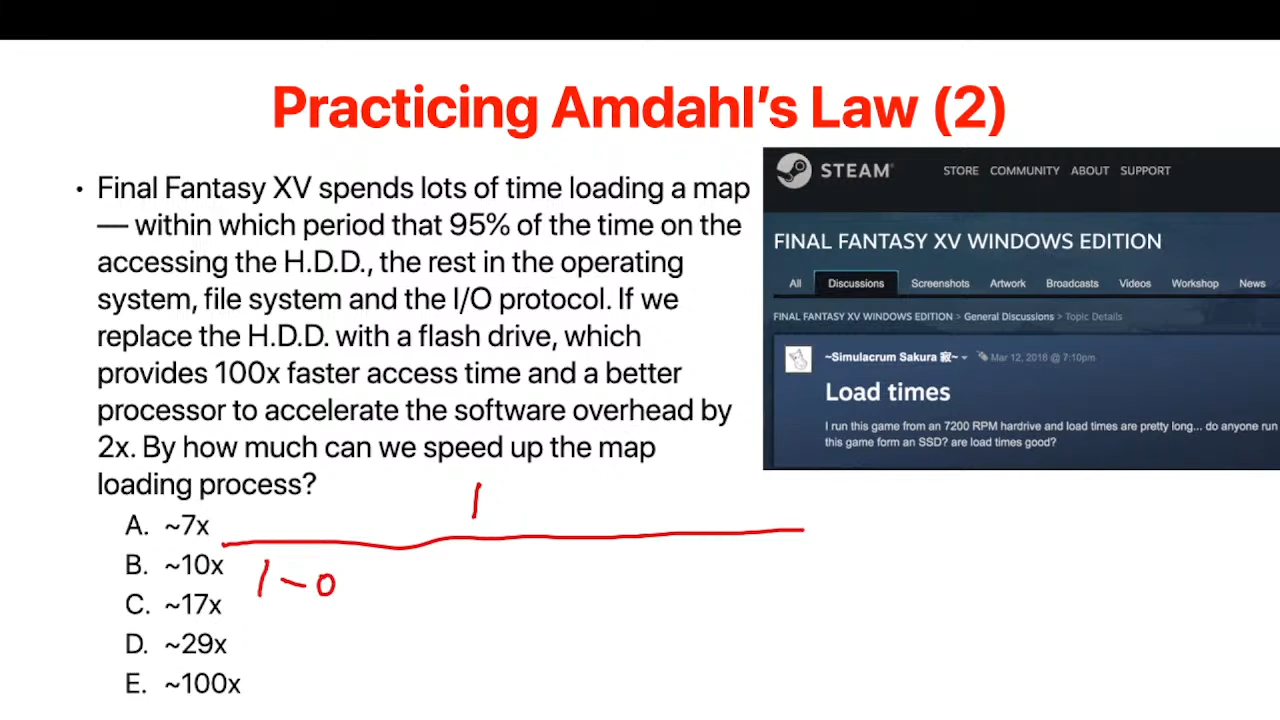 Practicing Amdahl's Law (2)
• Final Fantasy XV spends lots of time loading a map
— within which period that 95% of the time on the
accessing the H.D.D., the rest in the operating
system, file system and the I/O protocol. If we
replace the H.D.D. with a flash drive, which
provides 100x faster access time and a better
processor to accelerate the software overhead by
2x. By how much can we speed up the map
loading process?
A. ~7x
B. ~10x
C. ~17x
D. ~29x
E. ~100x
1
1-0
STEAM®
STORE COMMUNITY ABOUT SUPPORT
FINAL FANTASY XV WINDOWS EDITION
All Discussions Screenshots Artwork Broadcasts Videos Workshop News
FINAL FANTASY XV WINDOWS EDITION > General Discussions > Topic Details
~Simulacrum Sakura 寂~ Mar 12, 2018 @ 7:10pm
Load times
I run this game from an 7200 RPM hardrive and load times are pretty long... do anyone run
this game form an SSD? are load times good?